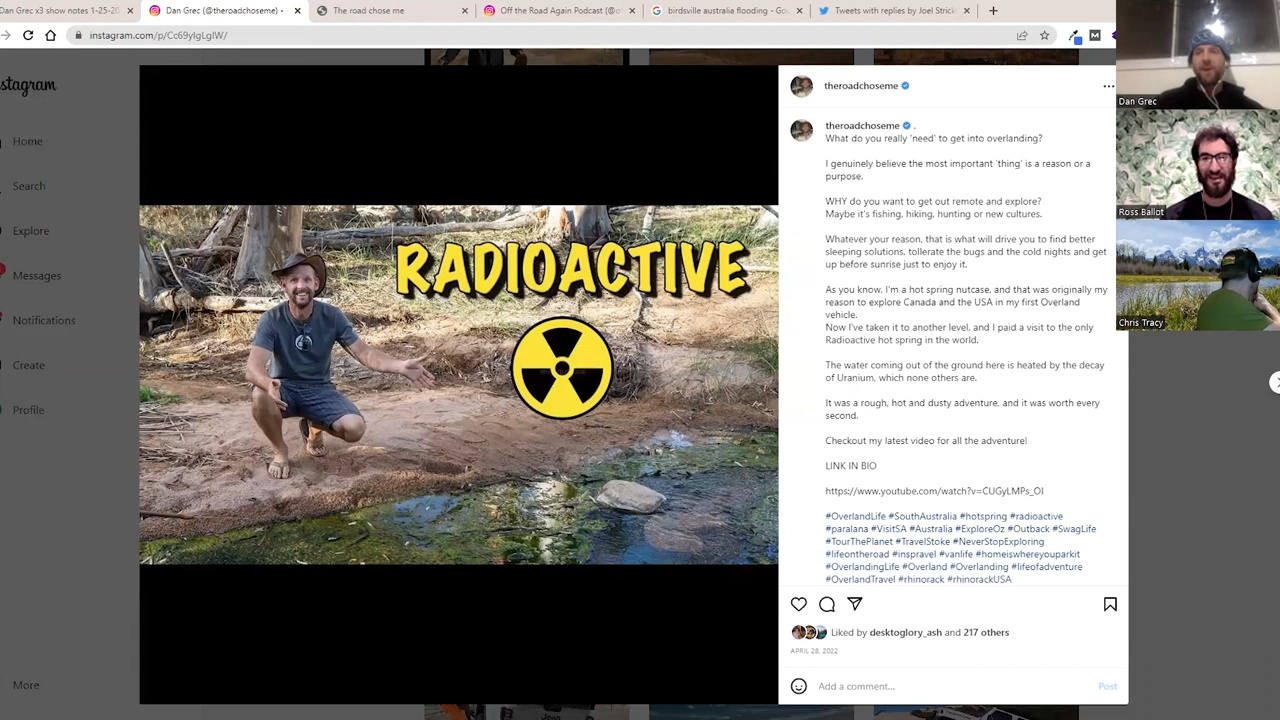 Dan Grec x3 show notes 1-25-20
Dan Grec (@theroadchoseme) ·
The road chose me
Off the Road Again Podcast (@o
birdsville australia flooding - Go
Tweets with replies by Joel Strick
instagram.com/p/Cc69yIgLgIW/
nstagram
Home
Search
Explore
Messages
Notifications
Create
Profile
More
RADIOACTIVE
theroadchoseme
theroadchoseme .
What do you really 'need' to get into overlanding?
I genuinely believe the most important 'thing' is a reason or a
purpose.
WHY do you want to get out remote and explore?
Maybe it's fishing, hiking, hunting or new cultures.
Whatever your reason, that is what will drive you to find better
sleeping solutions, tollerate the bugs and the cold nights and get
up before sunrise just to enjoy it.
As you know, I'm a hot spring nutcase, and that was originally my
reason to explore Canada and the USA in my first Overland
vehicle.
Now I've taken it to another level, and I paid a visit to the only
Radioactive hot spring in the world.
The water coming out of the ground here is heated by the decay
of Uranium, which none others are.
It was a rough, hot and dusty adventure, and it was worth every
second.
Checkout my latest video for all the adventure!
LINK IN BIO
https://www.youtube.com/watch?v=CUGyLMPs_OI
#OverlandLife #SouthAustralia #hotspring #radioactive
#paralana #VisitSA #Australia #ExploreOz #Outback #SwagLife
#TourThePlanet #TravelStoke #NeverStopExploring
#lifeontheroad #inspravel #vanlife #homeiswhereyouparkit
#OverlandingLife #Overland #Overlanding #lifeofadventure
#OverlandTravel #rhinorack #rhinorackUSA
Liked by desktoglory_ash and 217 others
APRIL 28, 2022
Add a comment...
Post
Dan Grec
Ross Ballot
Chris Tracy